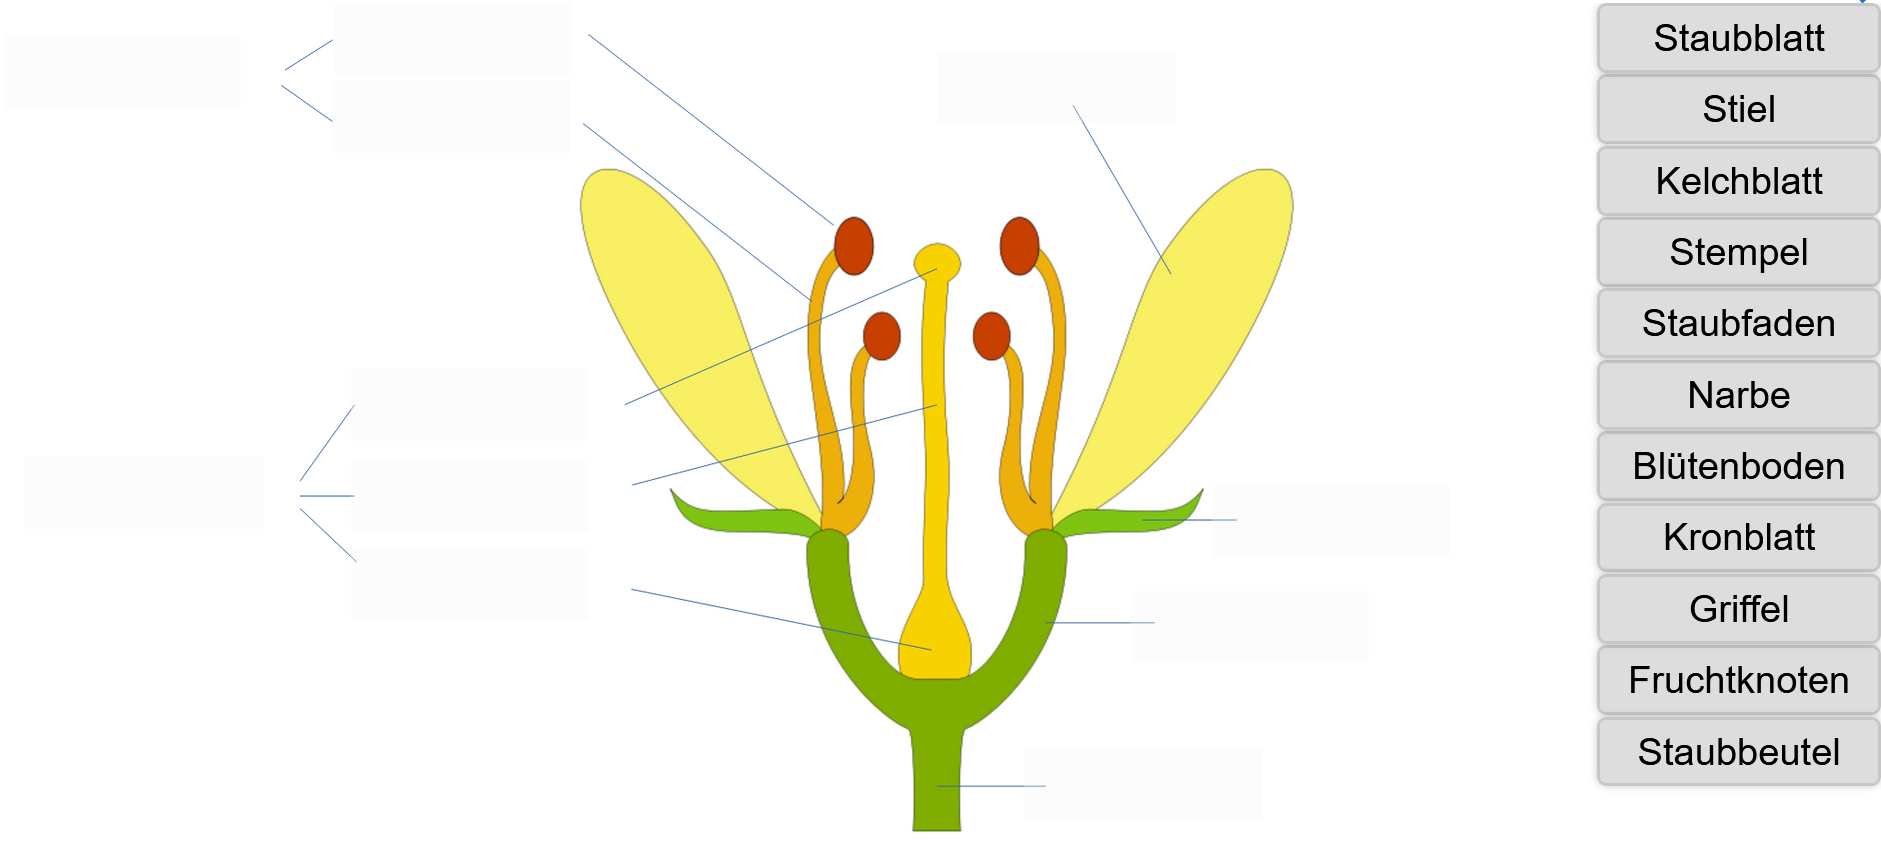 Staubblatt
Stiel
Kelchblatt
Stempel
Staubfaden
Narbe
Blütenboden
Kronblatt
Griffel
Fruchtknoten
Staubbeutel